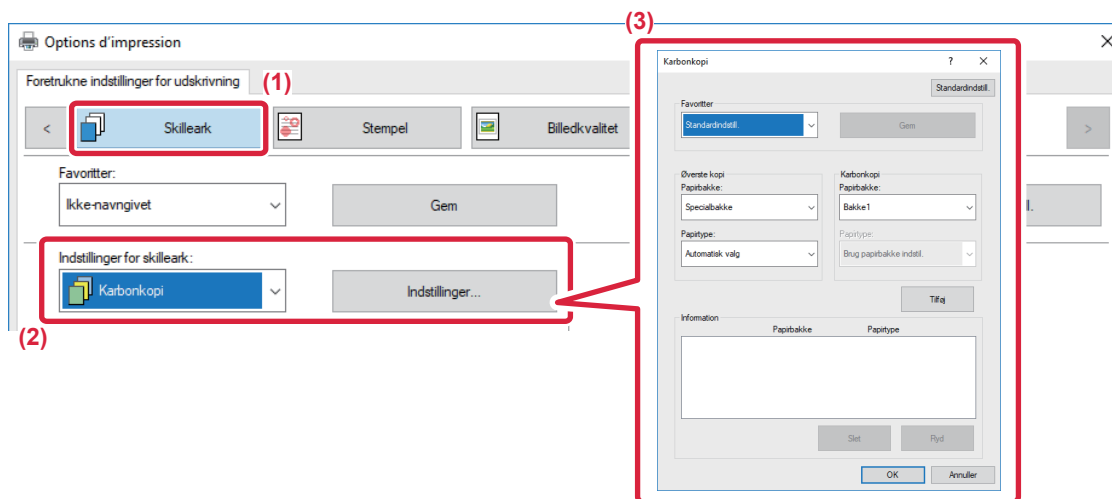 (3)
Options d'impression
Foretrukne indstillinger for udskrivning
(1)
<
Skilleark
Stempel
Billedkvalitet
>
Favoritter:
Ikke-navngivet
Gem
l.
Indstillinger for skilleark:
Karbonkopi
Indstillinger...
(2)
Karbonkopi
?
Standardindstill.
Favoritter
Standardindstill.
Gem
Øverste kopi
Karbonkopi
Papirbakke:
Papirbakke:
Specialbakke
Bakke1
Papirtype:
Papirtype:
Automatisk valg
Brug papirbakke indstil.
Tilføj
Information
Papirbakke Papirtype
Slet
Ryd
OK
Annuller